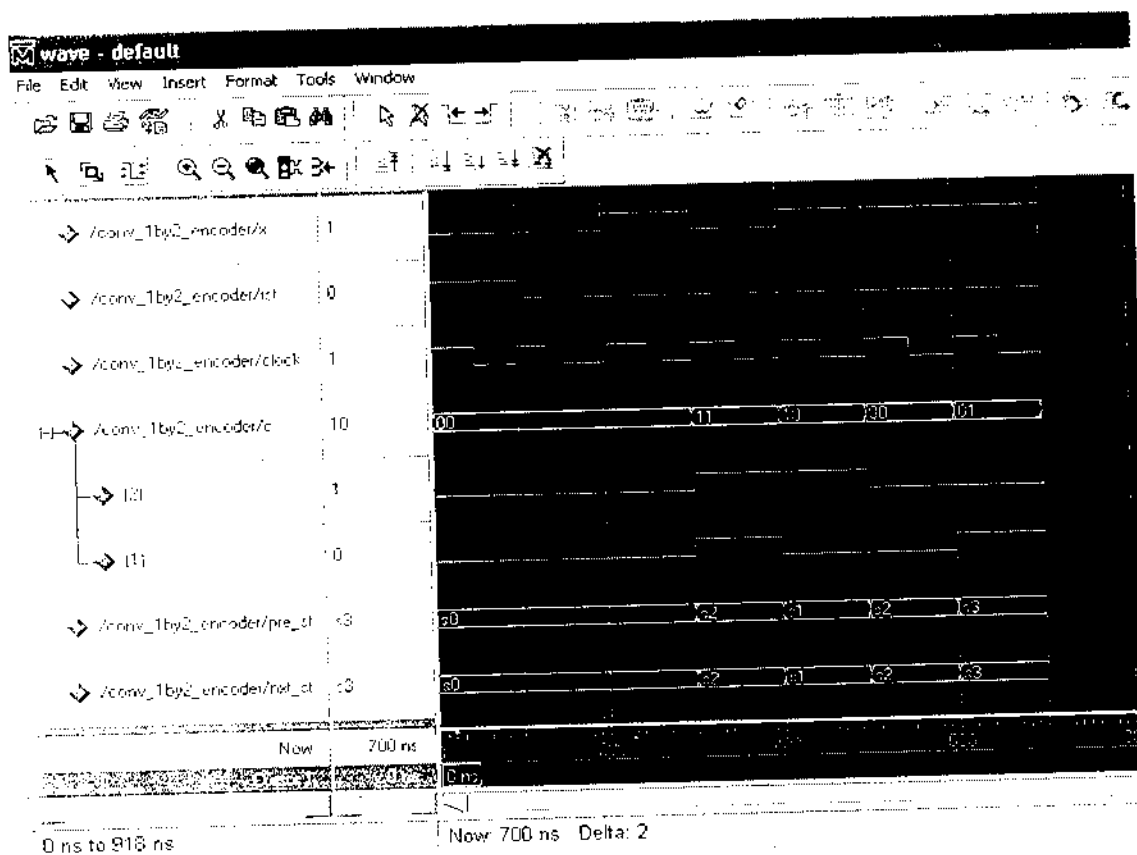 wave - default
File Edit View Insert Format Tools Window
/conv_1by2_encoder/x 1
/conv_1by2_encoder/rst 0
/conv_1by2_encoder/clock 1
/conv_1by2_encoder/c 10
00 11 10 00 01
[2]
[1] 0
/conv_1by2_encoder/pre_st s3
s0 s2 s1 s2 s3
/conv_1by2_encoder/nxt_st s3
s0 s2 s1 s2 s3
Now 700 ns
0 ns
0 ns to 918 ns
Now: 700 ns Delta: 2